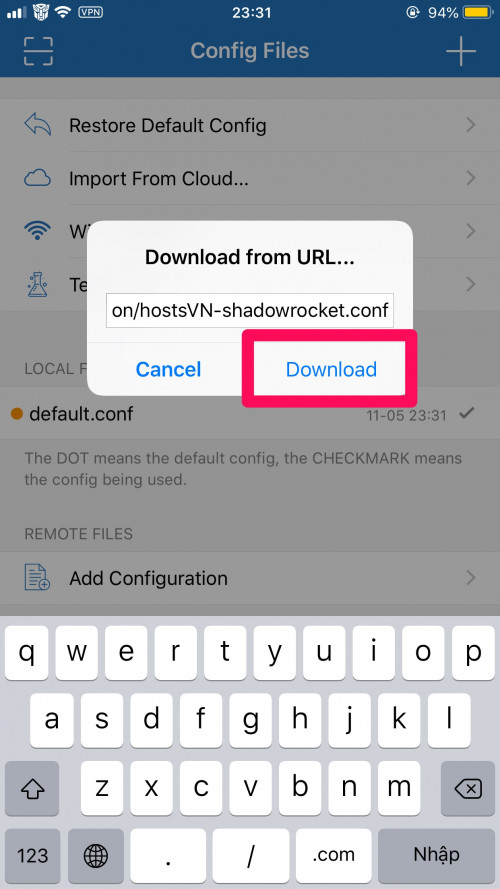 VPN 23:31 94%
Config Files
Restore Default Config
Import From Cloud...
Wi
Te
Download from URL...
on/hostsVN-shadowrocket.conf
Cancel Download
LOCAL F
default.conf 11-05 23:31
The DOT means the default config, the CHECKMARK means
the config being used.
REMOTE FILES
Add Configuration
q w e r t y u i o p
a s d f g h j k l
z x c v b n m
123 . / .com Nhập